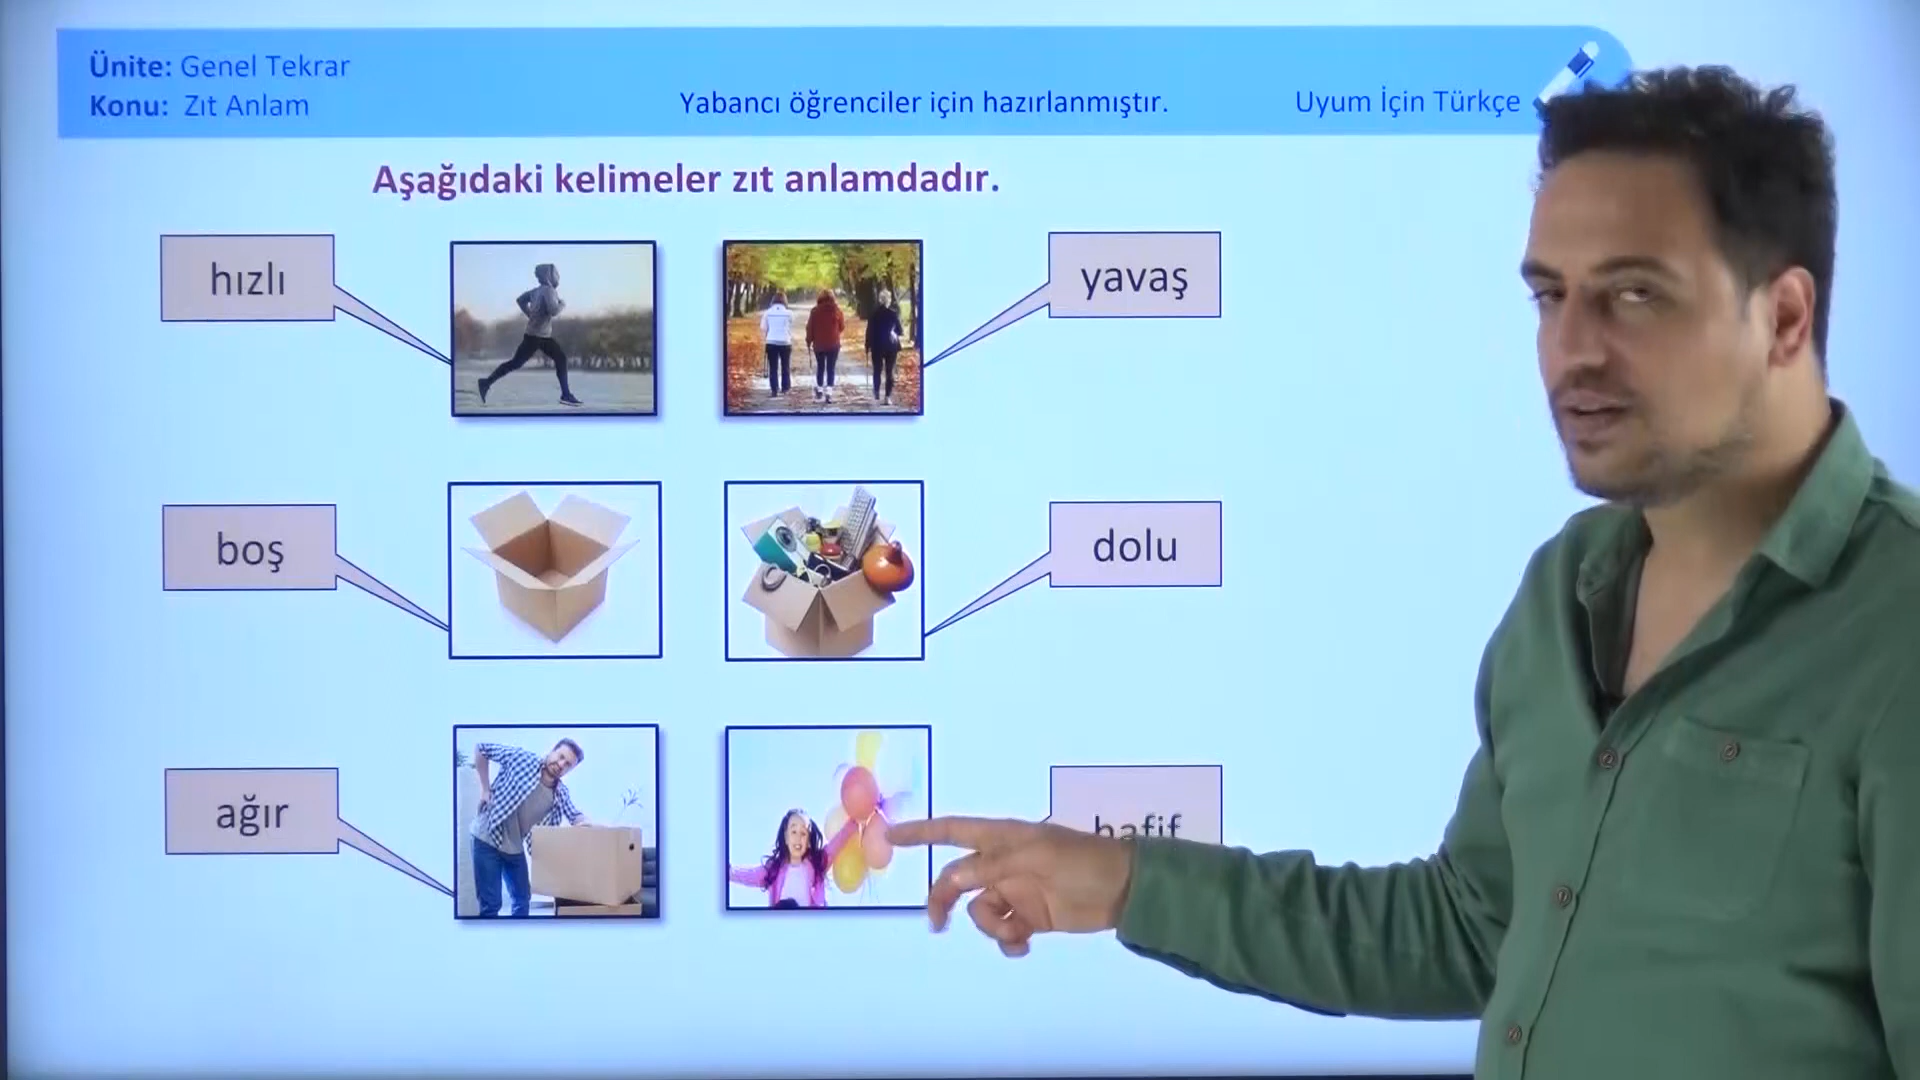 Ünite: Genel Tekrar
Konu: Zıt Anlam
Yabancı öğrenciler için hazırlanmıştır.
Uyum İçin Türkçe
Aşağıdaki kelimeler zıt anlamdadır.
hızlı
yavaş
boş
dolu
ağır
hafif